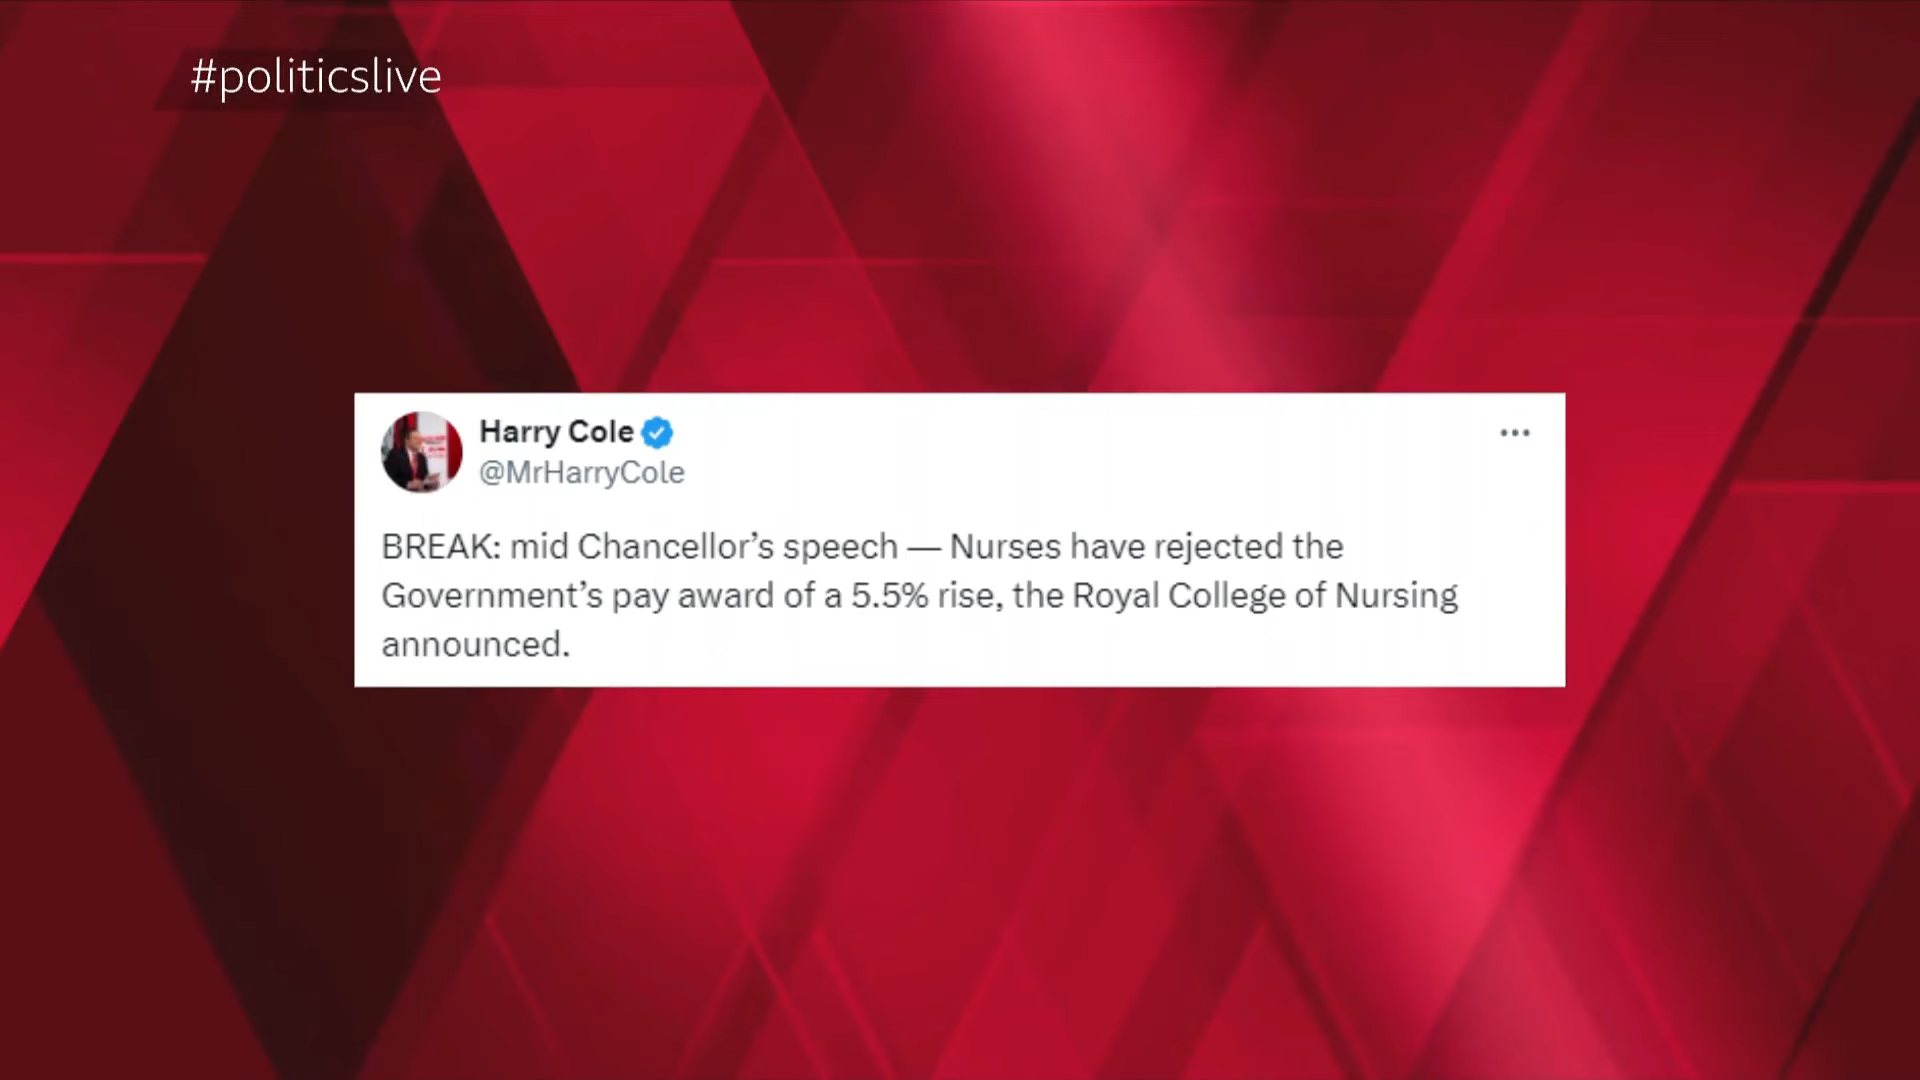 #politicslive
Harry Cole
@MrHarryCole
BREAK: mid Chancellor’s speech — Nurses have rejected the
Government’s pay award of a 5.5% rise, the Royal College of Nursing
announced.